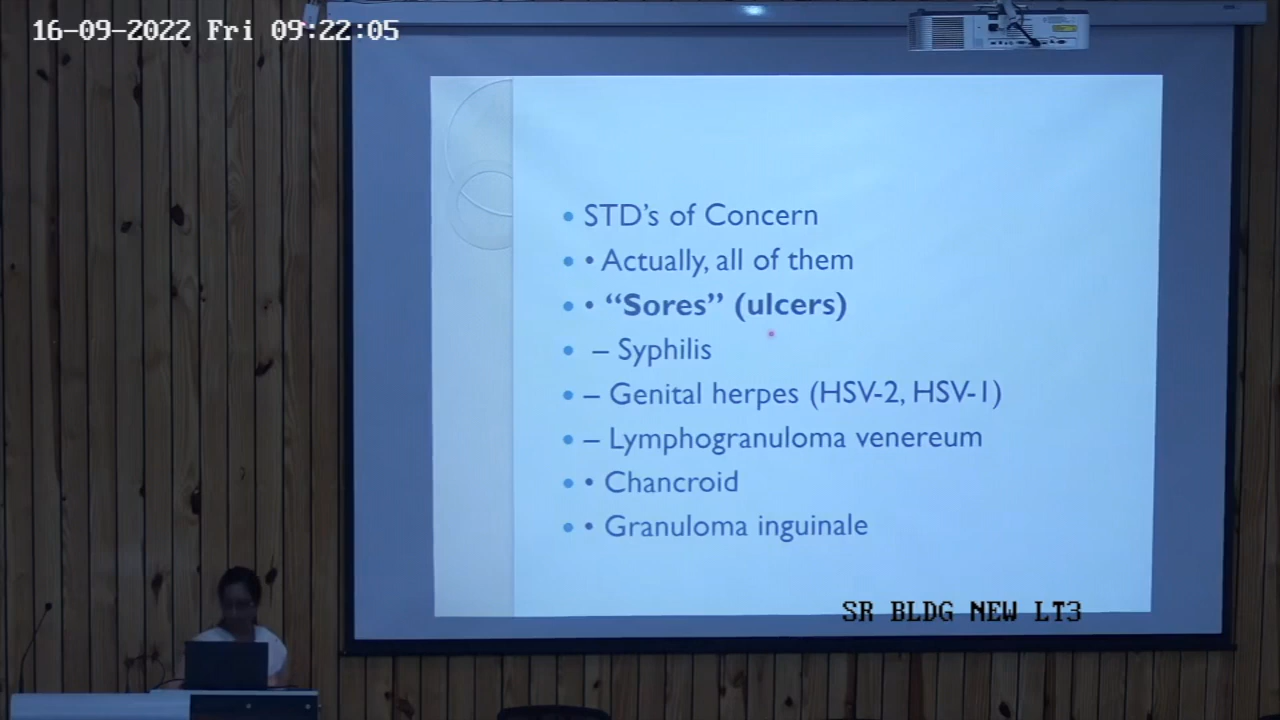 16-09-2022 Fri 09:22:05
• STD's of Concern
• • Actually, all of them
• • “Sores” (ulcers)
• – Syphilis
• – Genital herpes (HSV-2, HSV-1)
• – Lymphogranuloma venereum
• • Chancroid
• • Granuloma inguinale
SR BLDG NEW LT3